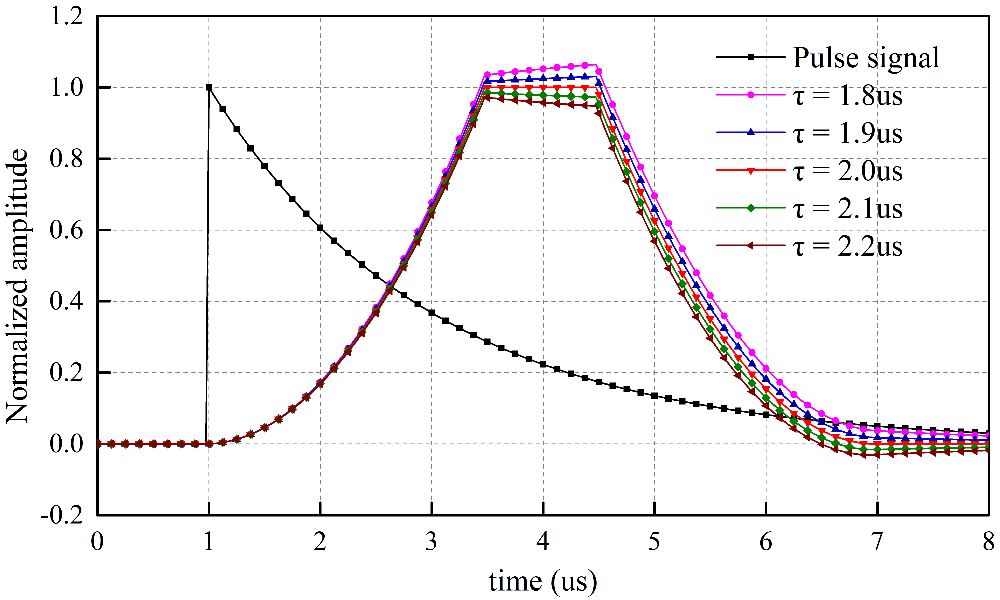 Normalized amplitude
1.2
1.0
0.8
0.6
0.4
0.2
0.0
-0.2
Pulse signal
τ = 1.8us
τ = 1.9us
τ = 2.0us
τ = 2.1us
τ = 2.2us
0 1 2 3 4 5 6 7 8
time (us)